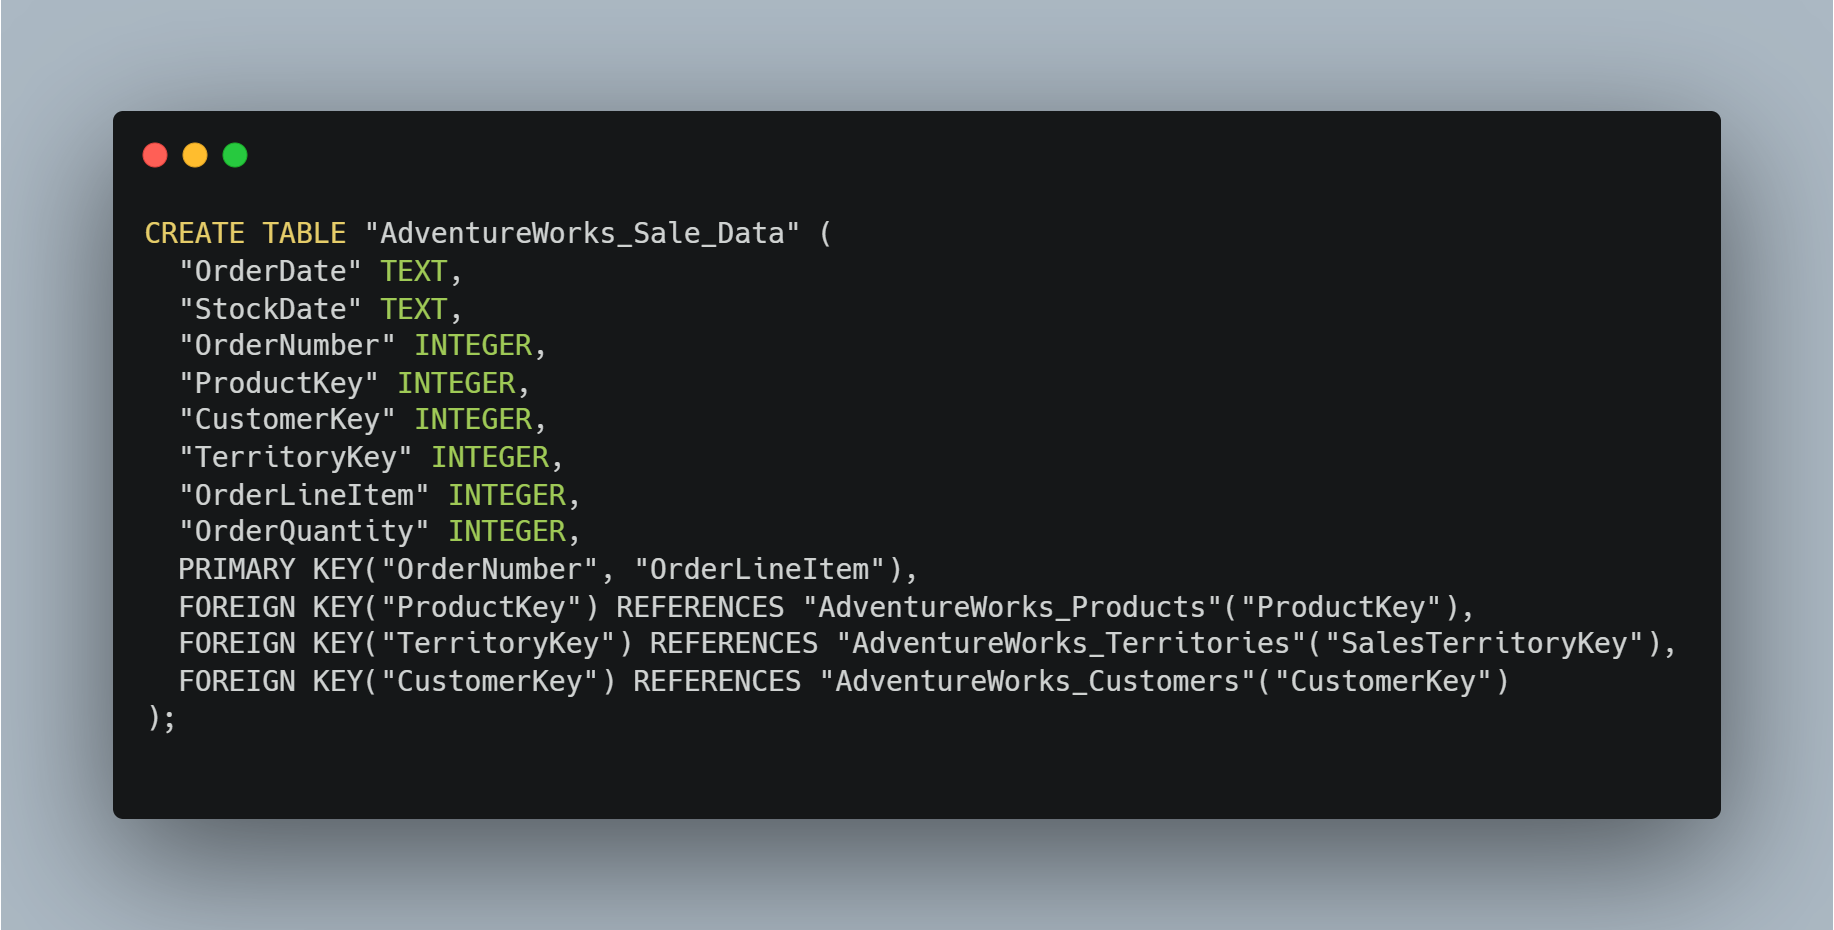 CREATE TABLE "AdventureWorks_Sale_Data" (
  "OrderDate" TEXT,
  "StockDate" TEXT,
  "OrderNumber" INTEGER,
  "ProductKey" INTEGER,
  "CustomerKey" INTEGER,
  "TerritoryKey" INTEGER,
  "OrderLineItem" INTEGER,
  "OrderQuantity" INTEGER,
  PRIMARY KEY("OrderNumber", "OrderLineItem"),
  FOREIGN KEY("ProductKey") REFERENCES "AdventureWorks_Products"("ProductKey"),
  FOREIGN KEY("TerritoryKey") REFERENCES "AdventureWorks_Territories"("SalesTerritoryKey"),
  FOREIGN KEY("CustomerKey") REFERENCES "AdventureWorks_Customers"("CustomerKey")
);